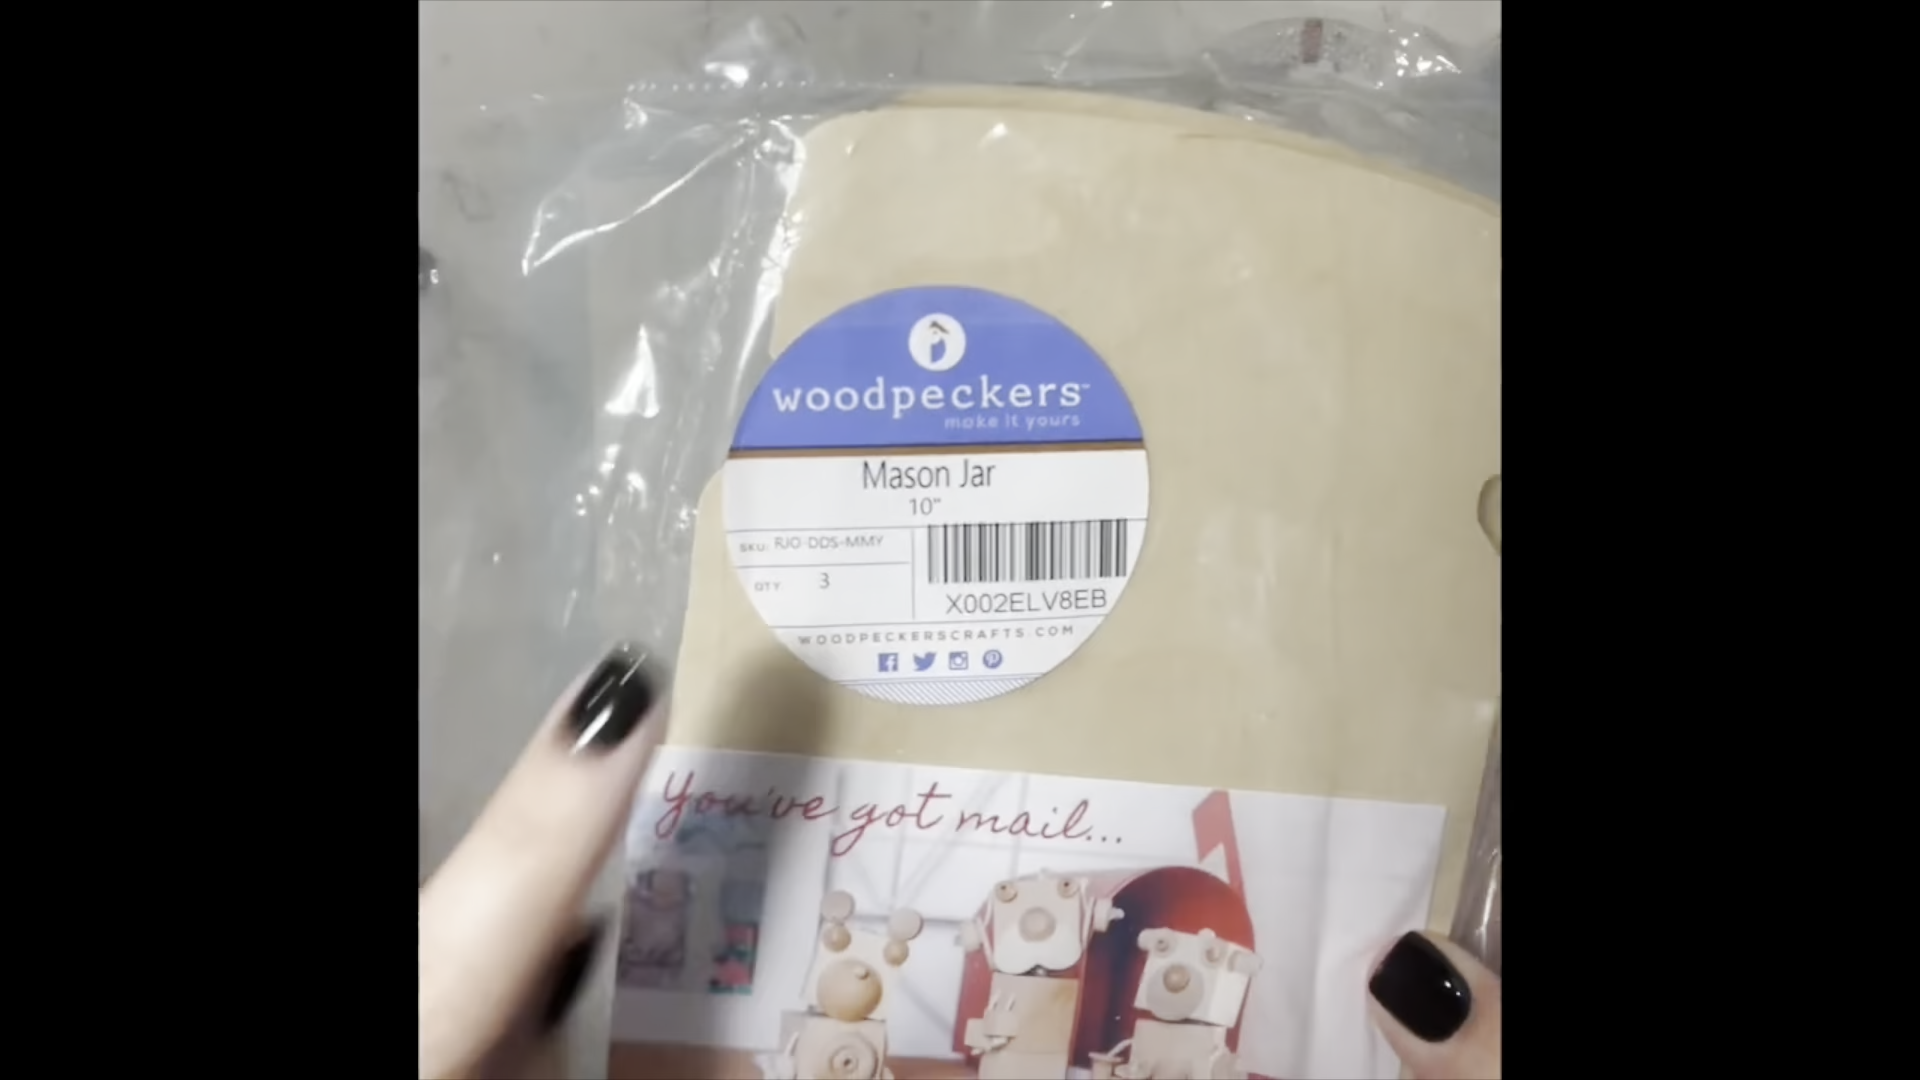 woodpeckers™
make it yours
Mason Jar
10"
SKU: RJO-DDS-MMY
QTY 3
X002ELV8EB
WOODPECKERSCRAFTS.COM
You've got mail...